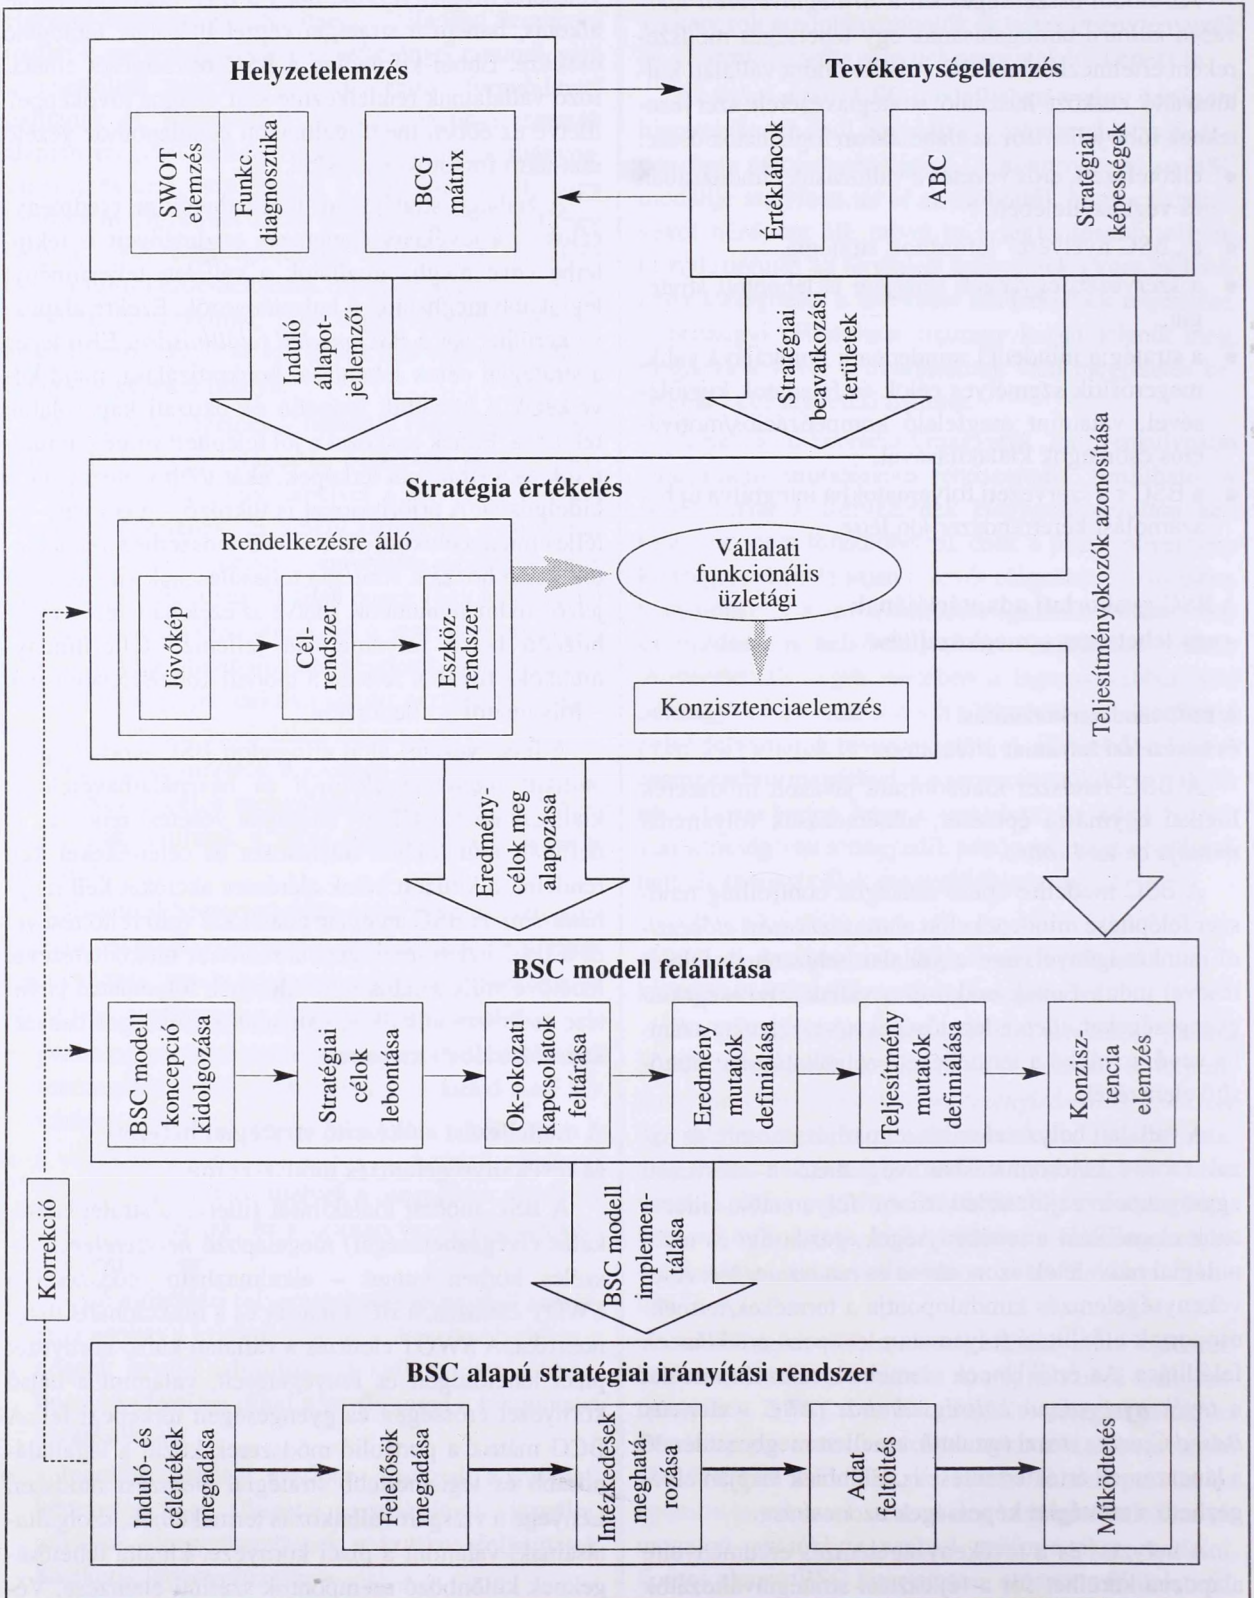 Helyzetelemzés
SWOT
elemzés
Funkc.
diagnosztika
BCG
mátrix
Tevékenységelemzés
Értékláncok
ABC
Stratégiai
képességek
Induló
állapot-
jellemzői
Stratégiai
beavatkozási
területek
Teljesítményokozók azonosítása
Stratégia értékelés
Rendelkezésre álló
Jövőkép
Cél-
rendszer
Eszköz-
rendszer
Vállalati
funkcionális
üzletági
Konzisztenciaelemzés
Eredmény-
célok meg
alapozása
BSC modell felállítása
BSC modell
koncepció
kidolgozása
Stratégiai
célok
lebontása
Ok-okozati
kapcsolatok
feltárása
Eredmény
mutatók
definiálása
Teljesítmény
mutatók
definiálása
Konzisz-
tencia
elemzés
Korrekció
BSC modell
implemen-
tálása
BSC alapú stratégiai irányítási rendszer
Induló- és
célértékek
megadása
Felelősök
megadása
Intézkedések
meghatá-
rozása
Adat
feltöltés
Működtetés